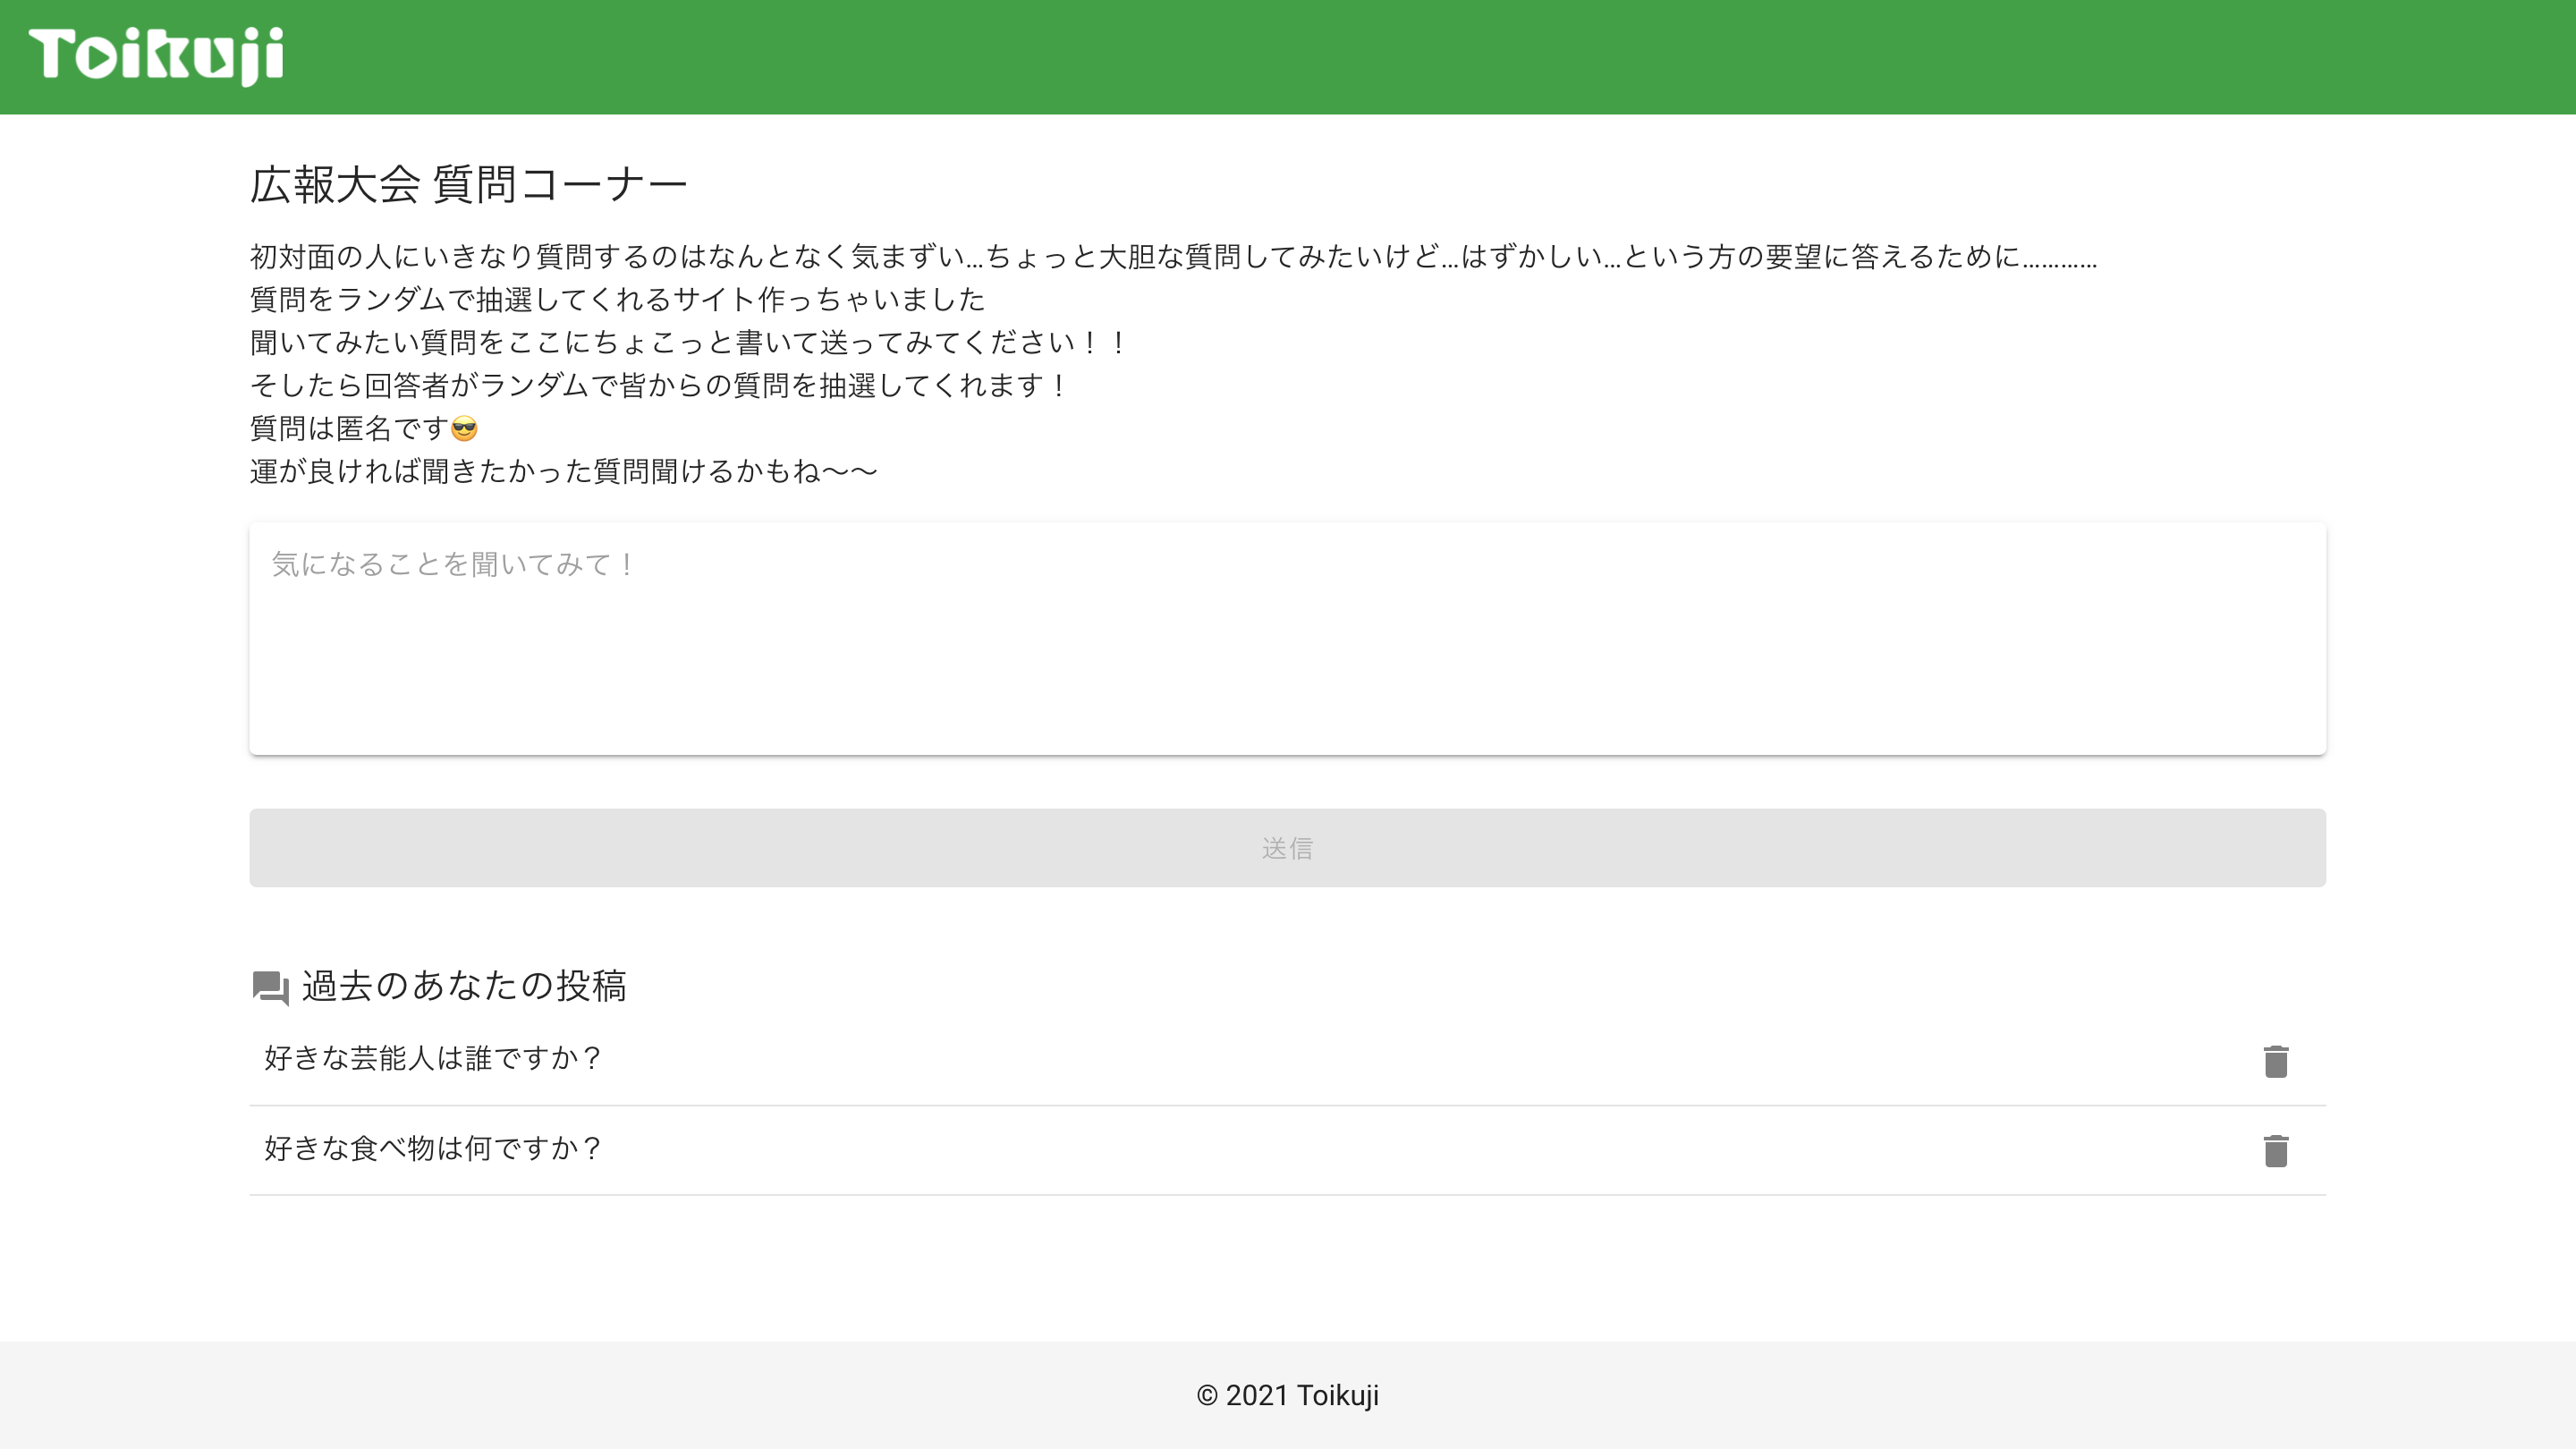 Toikuji
広報大会 質問コーナー
初対面の人にいきなり質問するのはなんとなく気まずい…ちょっと大胆な質問してみたいけど…はずかしい…という方の要望に答えるために…………
質問をランダムで抽選してくれるサイト作っちゃいました
聞いてみたい質問をここにちょこっと書いて送ってみてください！！
そしたら回答者がランダムで皆からの質問を抽選してくれます！
質問は匿名です😎
運が良ければ聞きたかった質問聞けるかもね〜〜
気になることを聞いてみて！
送信
過去のあなたの投稿
好きな芸能人は誰ですか？
好きな食べ物は何ですか？
© 2021 Toikuji